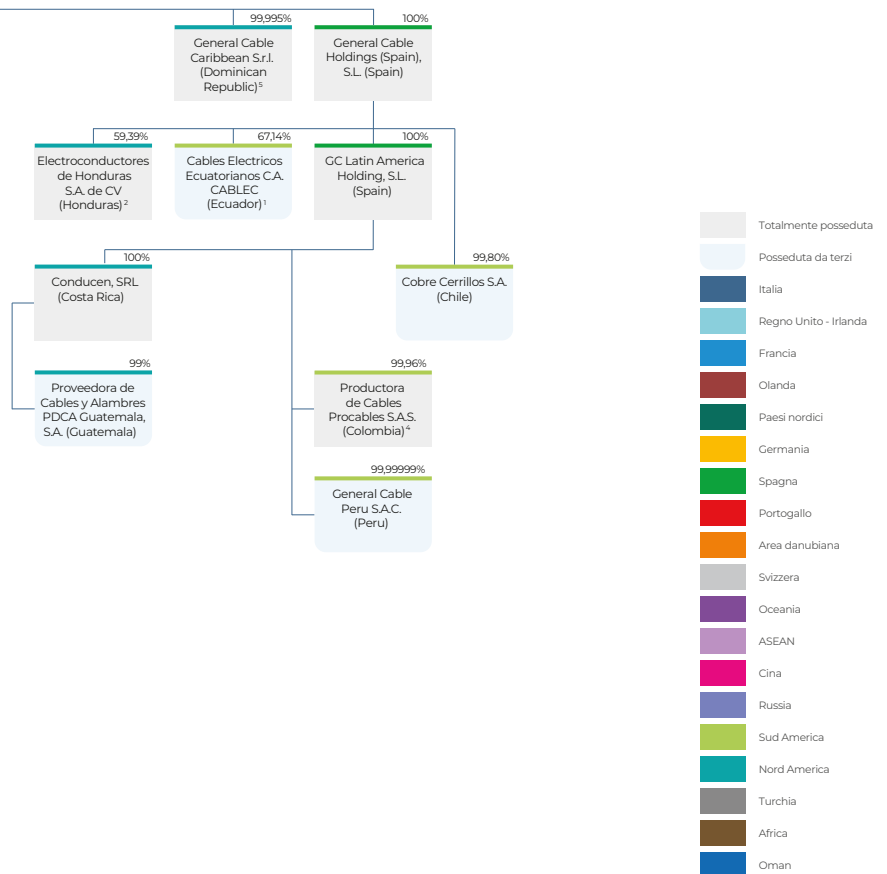 99,995%
General Cable
Caribbean S.r.l.
(Dominican
Republic)⁵
100%
General Cable
Holdings (Spain),
S.L. (Spain)
59,39%
Electroconductores
de Honduras
S.A. de CV
(Honduras) ²
67,14%
Cables Electricos
Ecuatorianos C.A.
CABLEC
(Ecuador) ¹
100%
GC Latin America
Holding, S.L.
(Spain)
100%
Conducen, SRL
(Costa Rica)
99,80%
Cobre Cerrillos S.A.
(Chile)
99%
Proveedora de
Cables y Alambres
PDCA Guatemala,
S.A. (Guatemala)
99,96%
Productora
de Cables
Procables S.A.S.
(Colombia) ⁴
99,99999%
General Cable
Peru S.A.C.
(Peru)
Totalmente posseduta
Posseduta da terzi
Italia
Regno Unito - Irlanda
Francia
Olanda
Paesi nordici
Germania
Spagna
Portogallo
Area danubiana
Svizzera
Oceania
ASEAN
Cina
Russia
Sud America
Nord America
Turchia
Africa
Oman